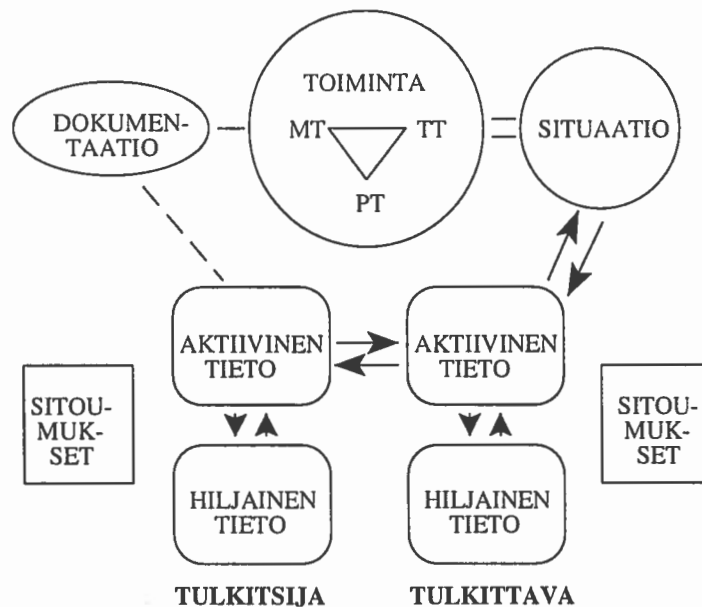 TOIMINTA
MT TT
PT
DOKUMEN-
TAATIO
SITUAATIO
AKTIIVINEN
TIETO
AKTIIVINEN
TIETO
SITOU-
MUK-
SET
SITOU-
MUK-
SET
HILJAINEN
TIETO
HILJAINEN
TIETO
TULKITSIJA
TULKITTAVA